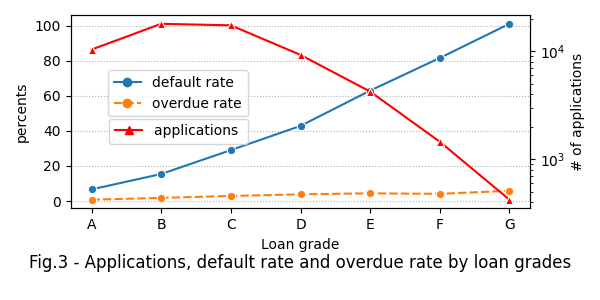 100
80
60
40
20
0
percents
default rate
overdue rate
applications
10⁴
10³
# of applications
A B C D E F G
Loan grade
Fig.3 - Applications, default rate and overdue rate by loan grades